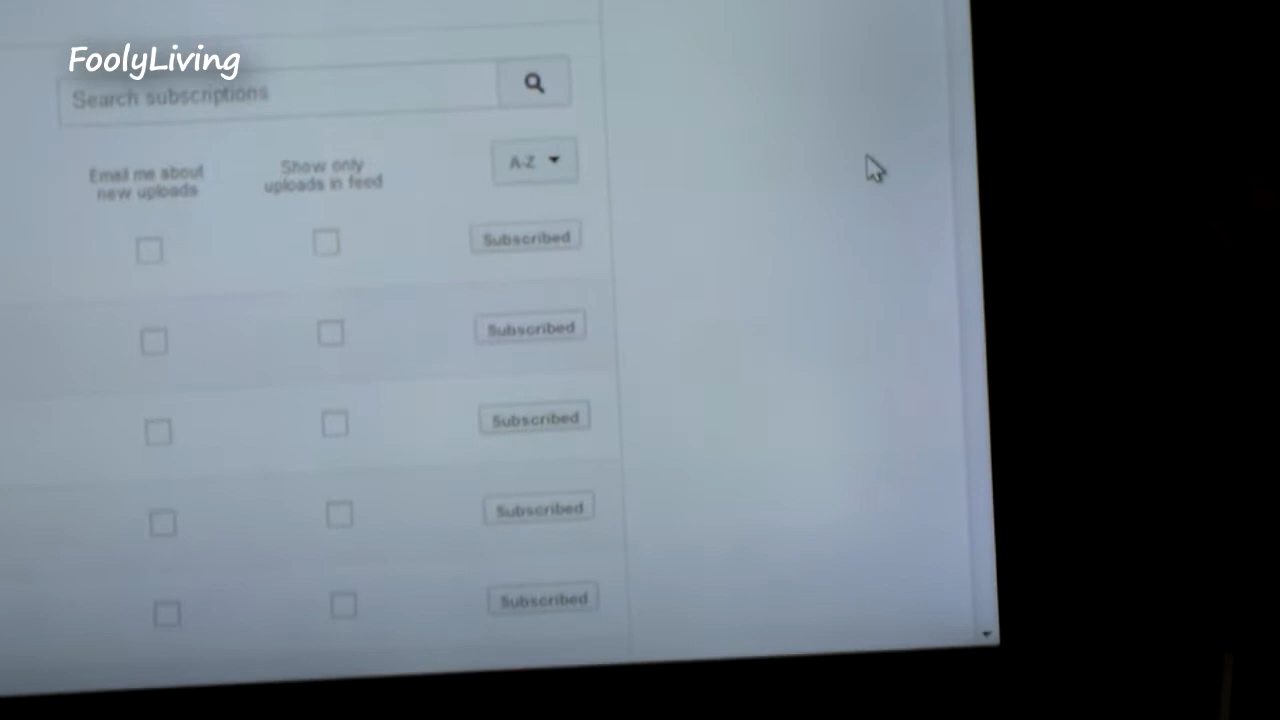 FoolyLiving
Search subscriptions
Email me about
new uploads
Show only
uploads in feed
A-Z
Subscribed
Subscribed
Subscribed
Subscribed
Subscribed